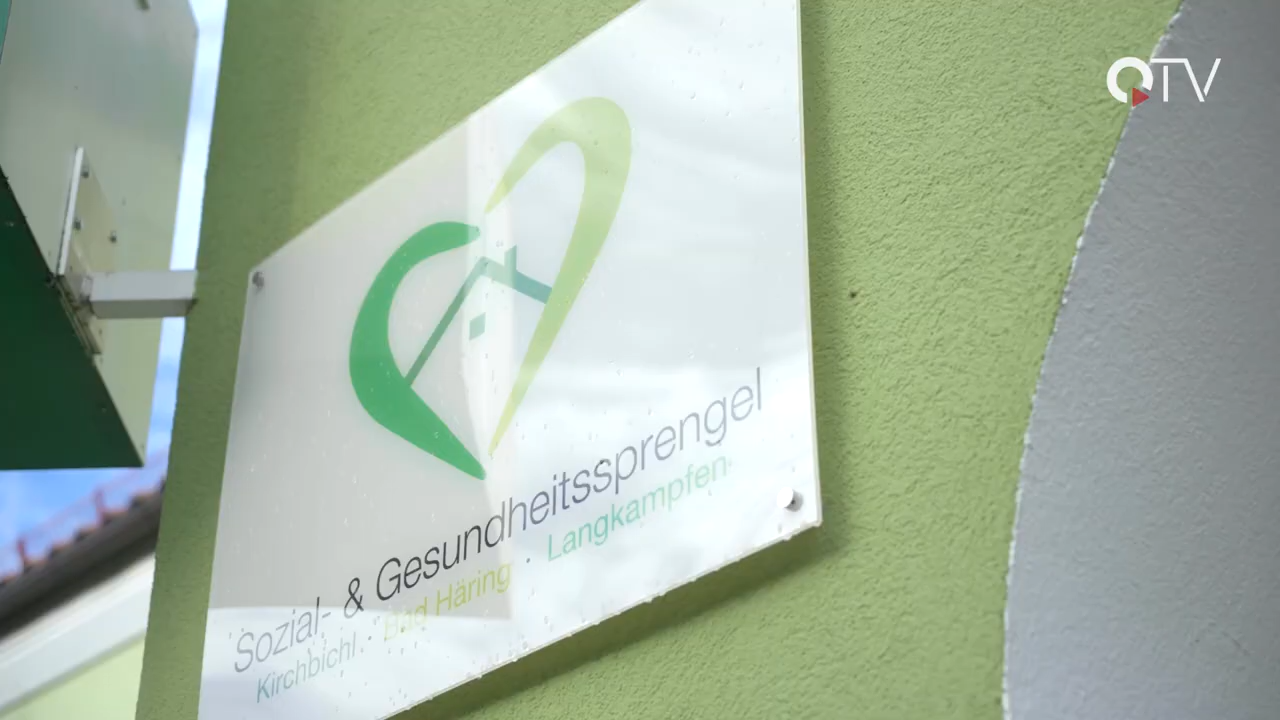 QTV
Sozial- & Gesundheitssprengel
Kirchbichl · Bad Häring · Langkampfen